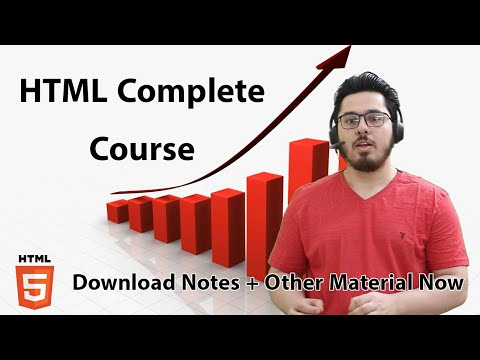 HTML Complete
Course
HTML
5
Download Notes + Other Material Now